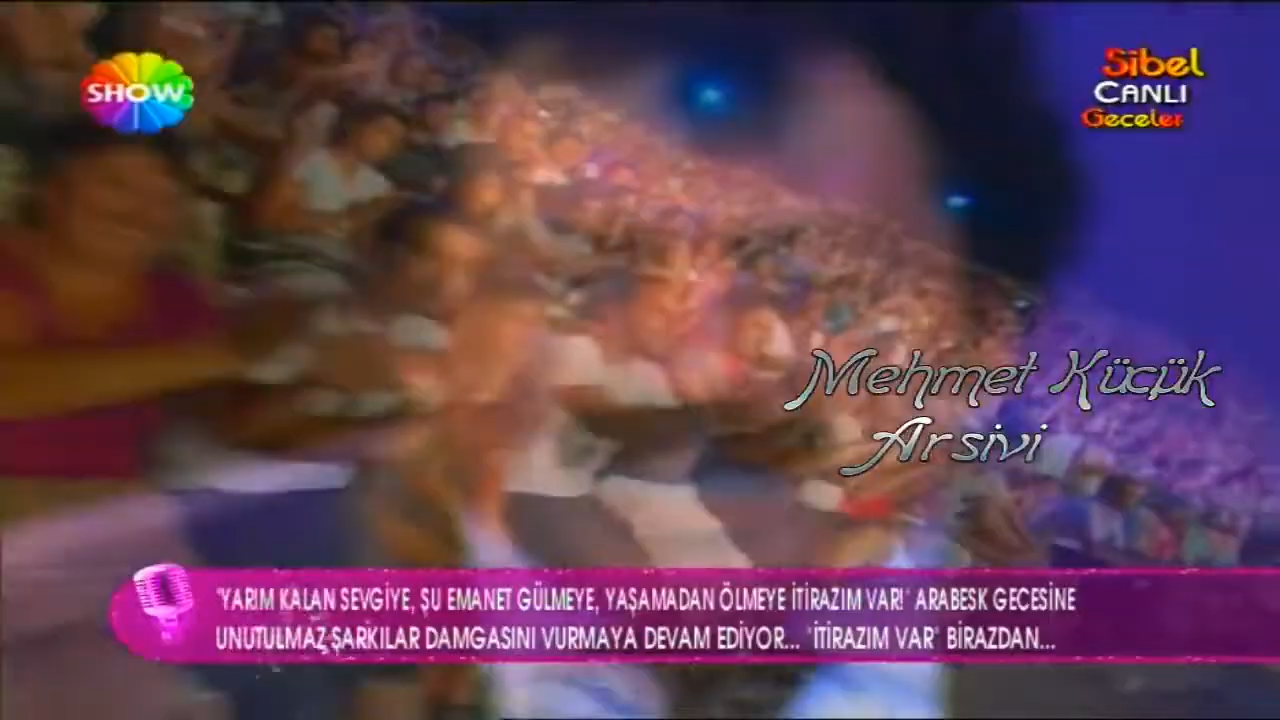 SHOW
Sibel
CANLI
Geceler
Mehmet Küçük
Arsivi
"YARIM KALAN SEVGİYE, ŞU EMANET GÜLMEYE, YAŞAMADAN ÖLMEYE İTİRAZIM VAR!" ARABESK GECESİNE
UNUTULMAZ ŞARKILAR DAMGASINI VURMAYA DEVAM EDİYOR... "İTİRAZIM VAR" BİRAZDAN...